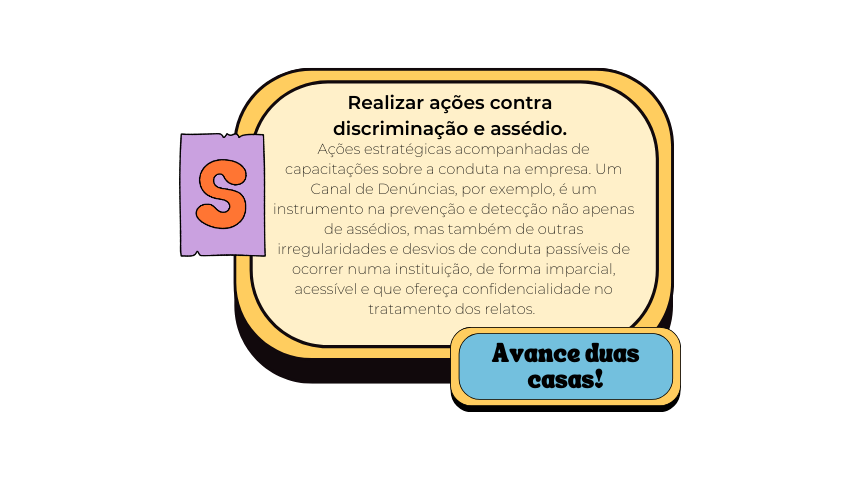 Realizar ações contra
discriminação e assédio.
Ações estratégicas acompanhadas de
capacitações sobre a conduta na empresa. Um
Canal de Denúncias, por exemplo, é um
instrumento na prevenção e detecção não apenas
de assédios, mas também de outras
irregularidades e desvios de conduta passíveis de
ocorrer numa instituição, de forma imparcial,
acessível e que ofereça confidencialidade no
tratamento dos relatos.
S
Avance duas
casas!